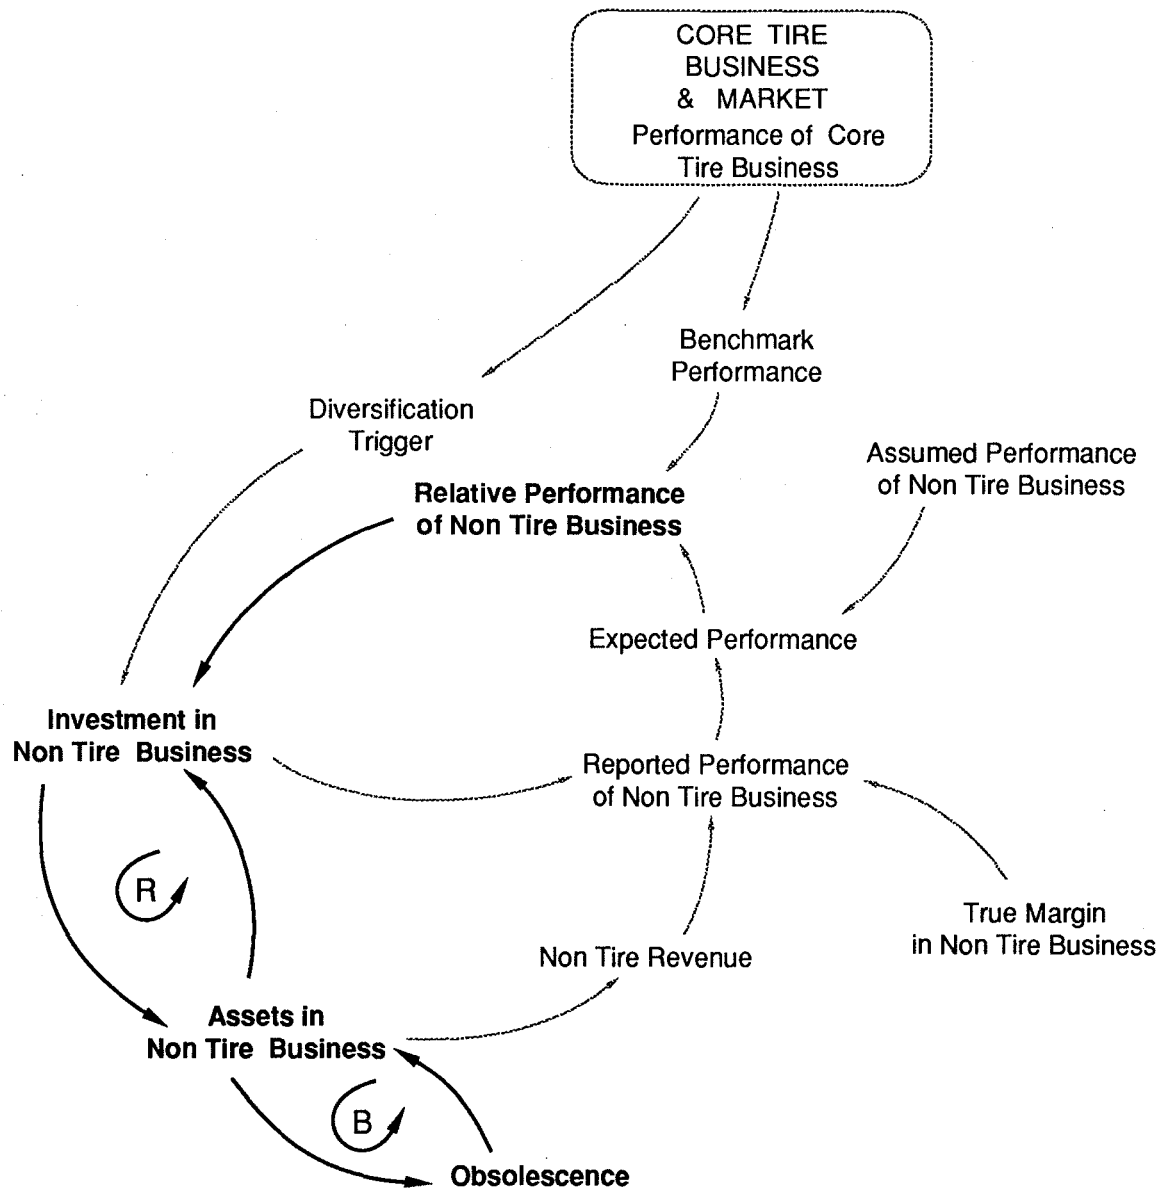 CORE TIRE
BUSINESS
& MARKET
Performance of Core
Tire Business
Benchmark
Performance
Diversification
Trigger
Assumed Performance
of Non Tire Business
Relative Performance
of Non Tire Business
Expected Performance
Investment in
Non Tire Business
Reported Performance
of Non Tire Business
R
True Margin
in Non Tire Business
Non Tire Revenue
Assets in
Non Tire Business
B
Obsolescence